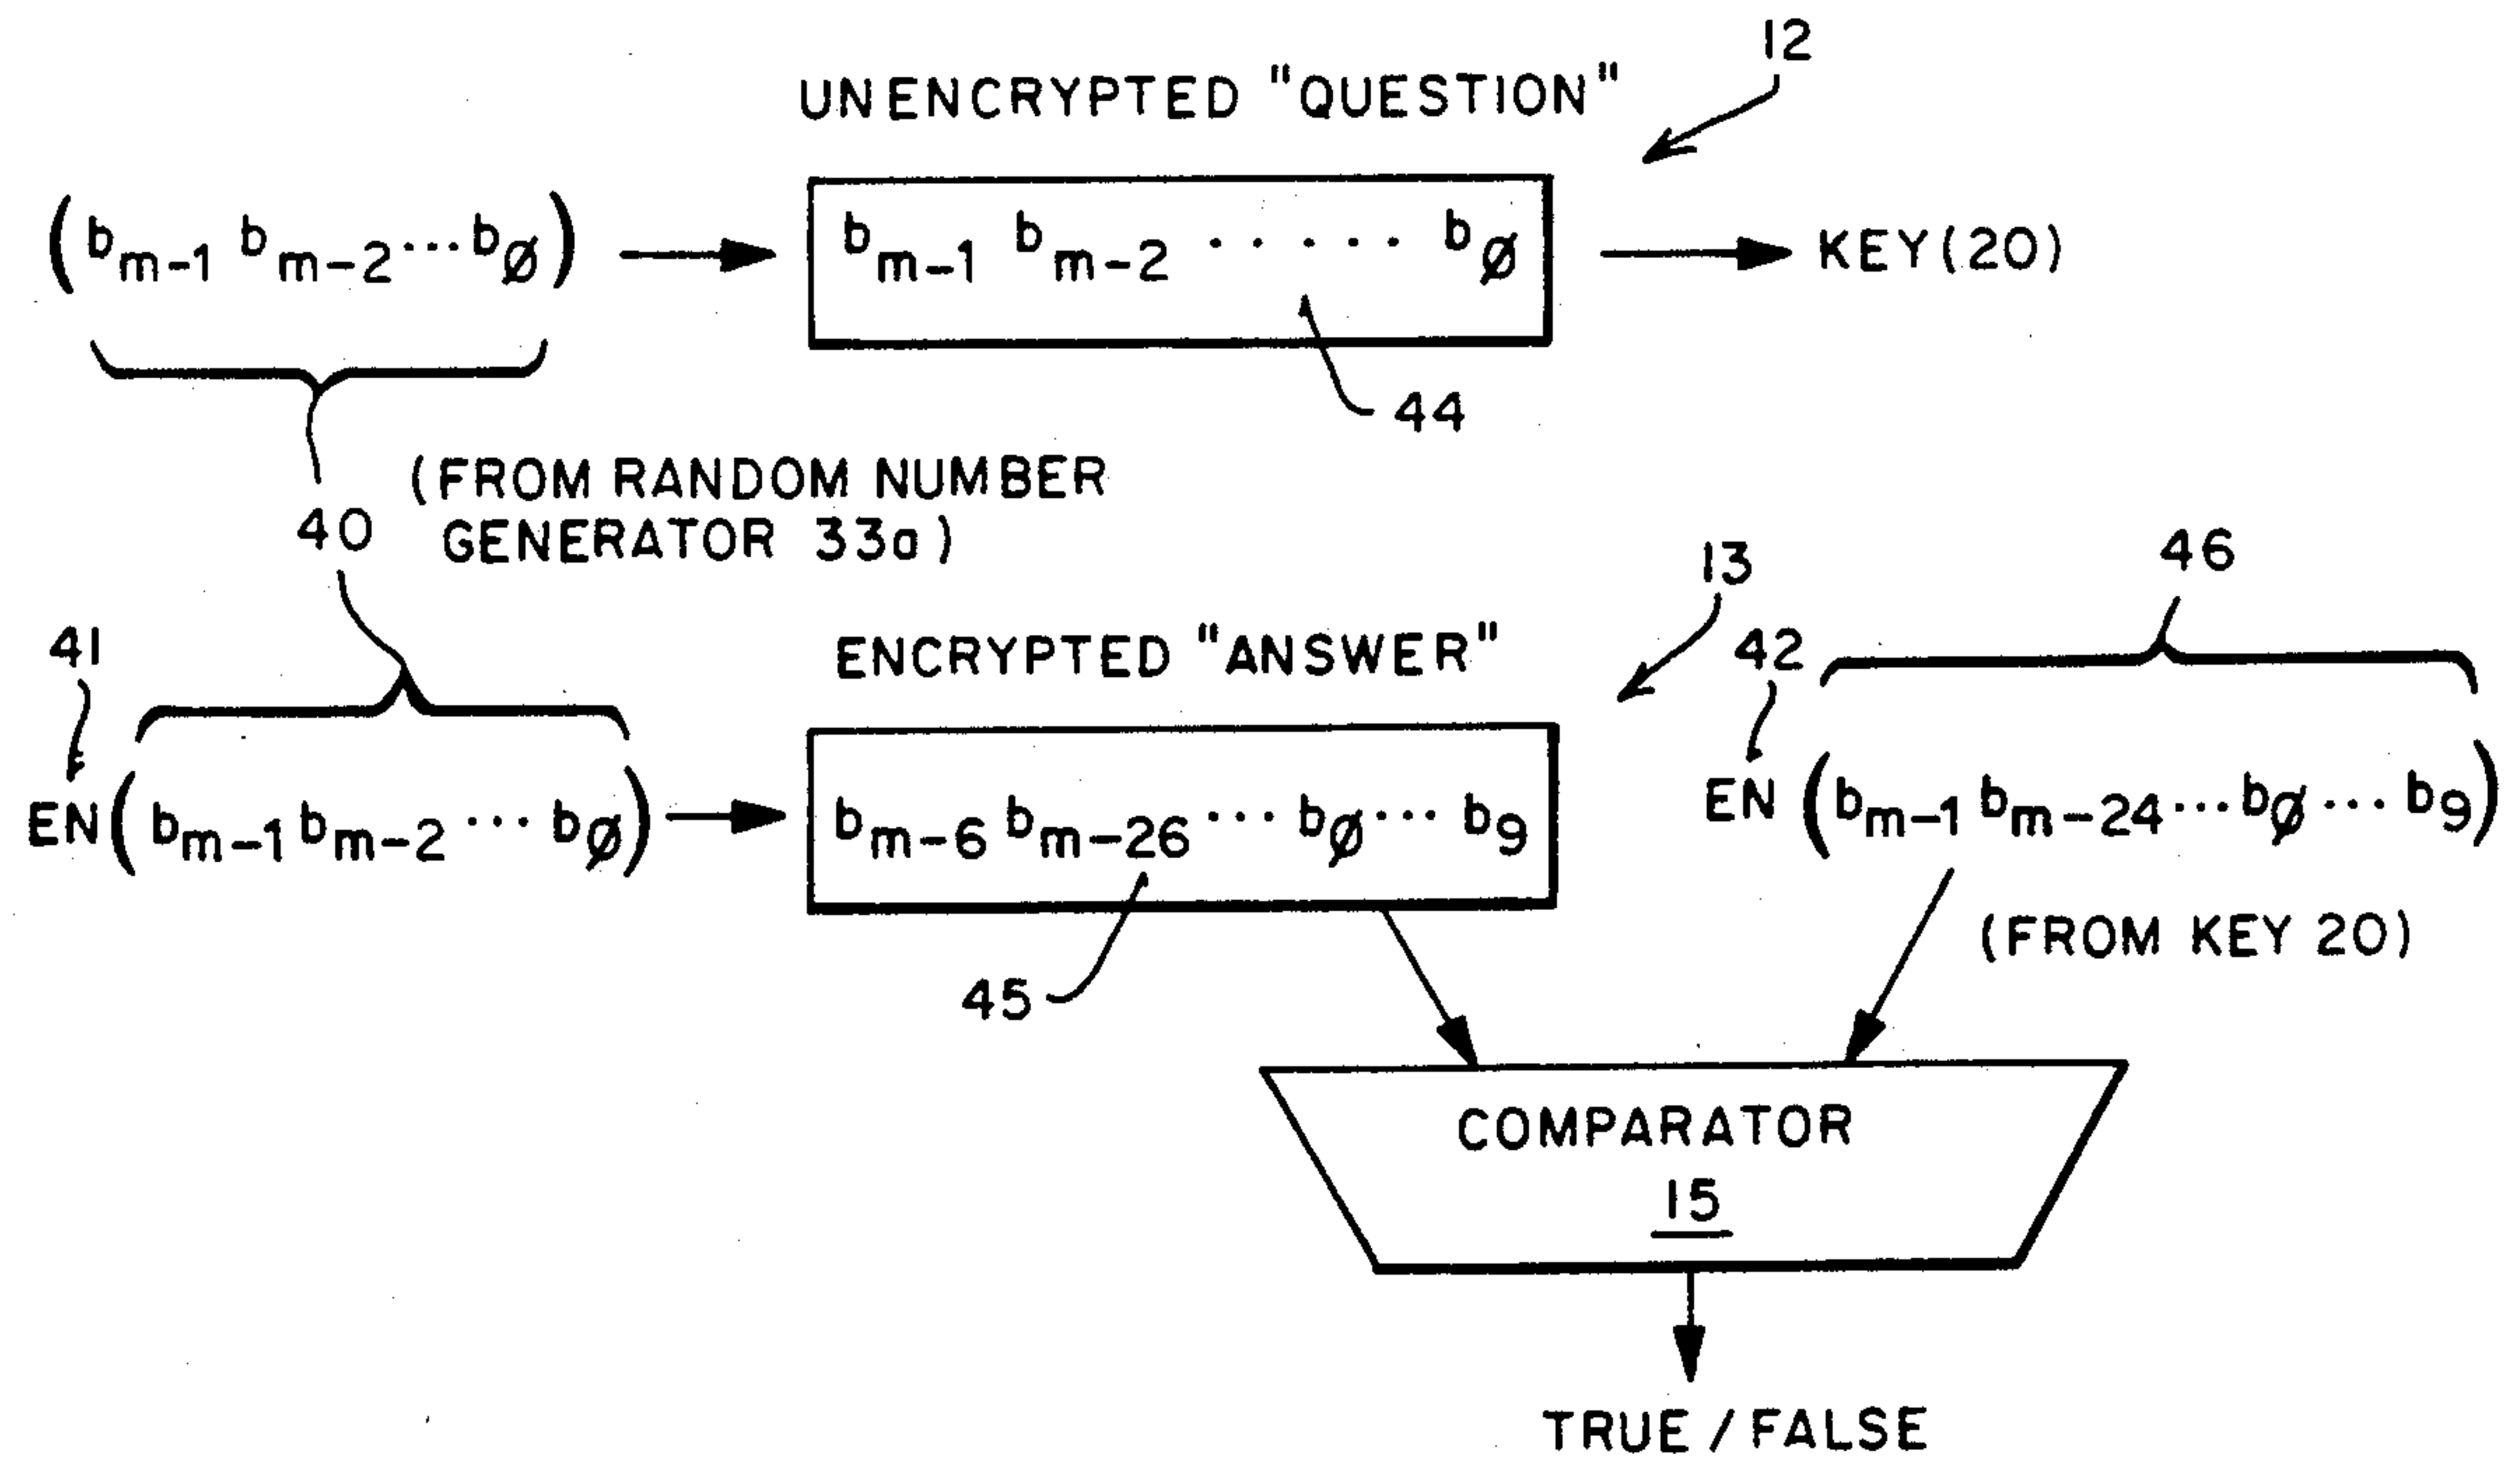 12
UNENCRYPTED "QUESTION"
(bm-1 bm-2...bø)
bm-1 bm-2 ..... bø
KEY(20)
44
(FROM RANDOM NUMBER
GENERATOR 33a)
40
13
46
41
ENCRYPTED "ANSWER"
42
EN(bm-1 bm-2 ... bø)
bm-6 bm-26 ... bø... b9
EN (bm-1 bm-24...bø... b9)
(FROM KEY 20)
45
COMPARATOR
15
TRUE / FALSE